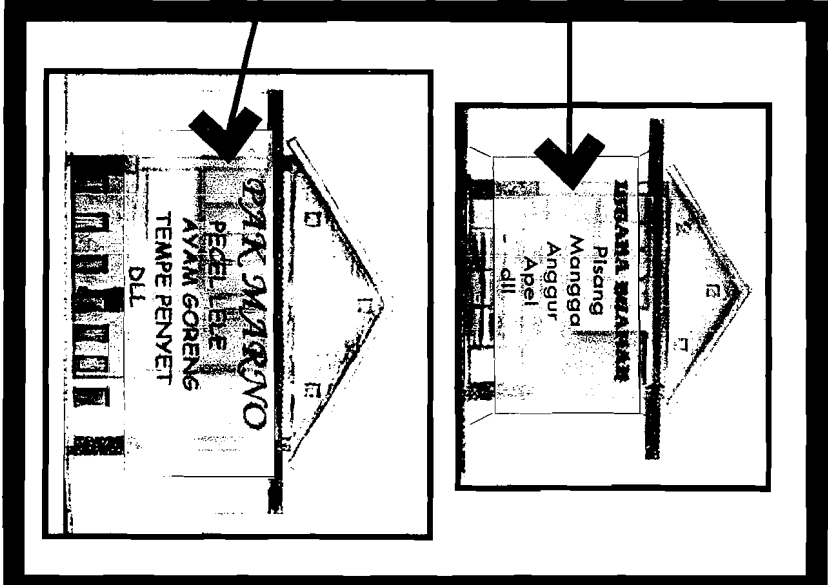 Pisang
Mangga
Anggur
Apel
- dll
PAK MARNO
PECEL LELE
AYAM GORENG
TEMPE PENYET
DLL